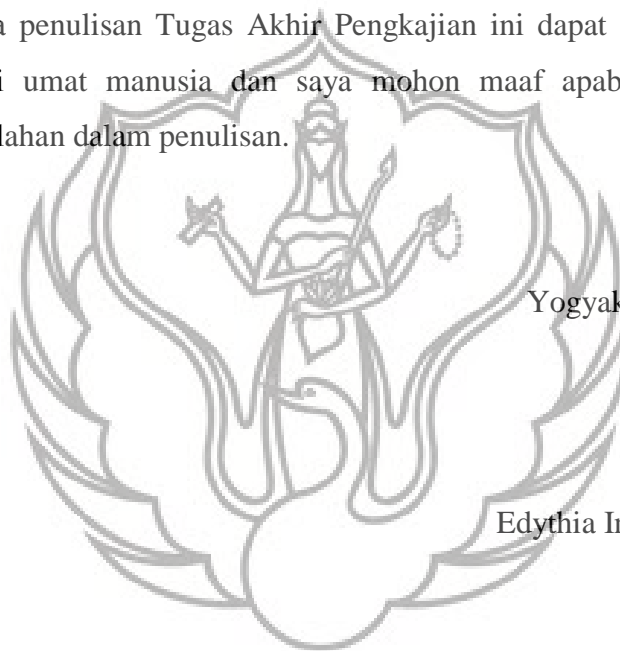 a penulisan Tugas Akhir Pengkajian ini dapat
i umat manusia dan saya mohon maaf apab
lahan dalam penulisan.
Yogyak
Edythia In